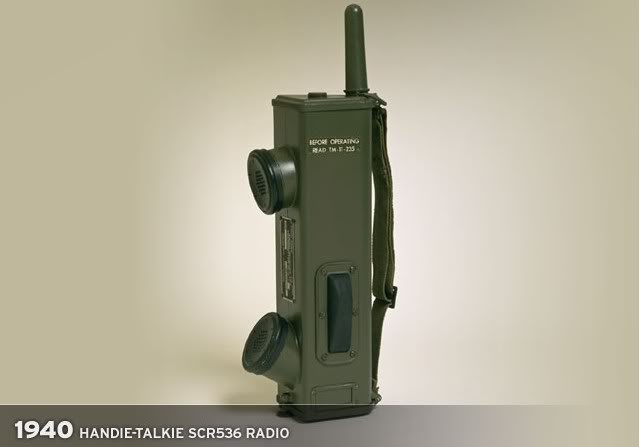 BEFORE OPERATING
READ TM-11-235
1940 HANDIE-TALKIE SCR536 RADIO